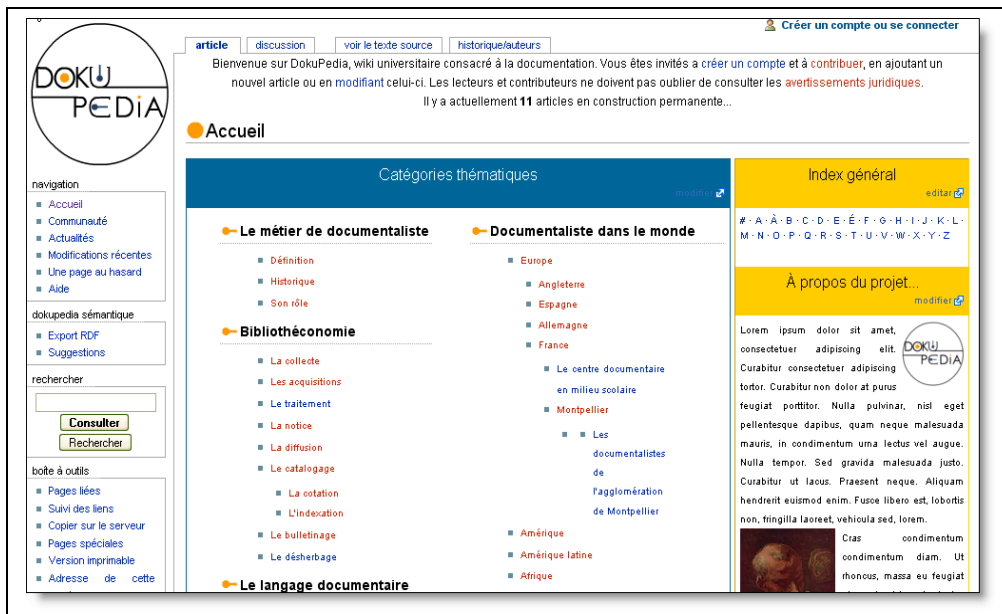 Créer un compte ou se connecter
article
discussion
voir le texte source
historique/auteurs
Bienvenue sur DokuPedia, wiki universitaire consacré à la documentation. Vous êtes invités a créer un compte et à contribuer, en ajoutant un
nouvel article ou en modifiant celui-ci. Les lecteurs et contributeurs ne doivent pas oublier de consulter les avertissements juridiques.
Il y a actuellement 11 articles en construction permanente...
Accueil
DOKU
PEDIA
navigation
Accueil
Communauté
Actualités
Modifications récentes
Une page au hasard
Aide
dokupedia sémantique
Export RDF
Suggestions
rechercher
Consulter
Rechercher
boîte à outils
Pages liées
Suivi des liens
Copier sur le serveur
Pages spéciales
Version imprimable
Adresse de cette
Catégories thématiques
modifier
Le métier de documentaliste
Définition
Historique
Son rôle
Bibliothéconomie
La collecte
Les acquisitions
Le traitement
La notice
La diffusion
Le catalogage
La cotation
L'indexation
Le bulletinage
Le désherbage
Le langage documentaire
Documentaliste dans le monde
Europe
Angleterre
Espagne
Allemagne
France
Le centre documentaire
en milieu scolaire
Montpellier
Les
documentalistes
de
l'agglomération
de Montpellier
Amérique
Amérique latine
Afrique
Index général
editar
# · A · À · B · C · D · E · É · F · G · H · I · J · K · L ·
M · N · O · P · Q · R · S · T · U · V · W · X · Y · Z
À propos du projet...
modifier
Lorem ipsum dolor sit amet,
consectetuer adipiscing elit.
Curabitur consectetuer adipiscing
tortor. Curabitur non dolor at purus
feugiat porttitor. Nulla pulvinar, nisl eget
pellentesque dapibus, quam neque malesuada
mauris, in condimentum urna lectus vel augue.
Nulla tempor. Sed gravida malesuada justo.
Curabitur ut lacus. Praesent neque. Aliquam
hendrerit euismod enim. Fusce libero est, lobortis
non, fringilla laoreet, vehicula sed, lorem.
Cras condimentum
condimentum diam. Ut
rhoncus, massa eu feugiat
DOKU
PEDIA